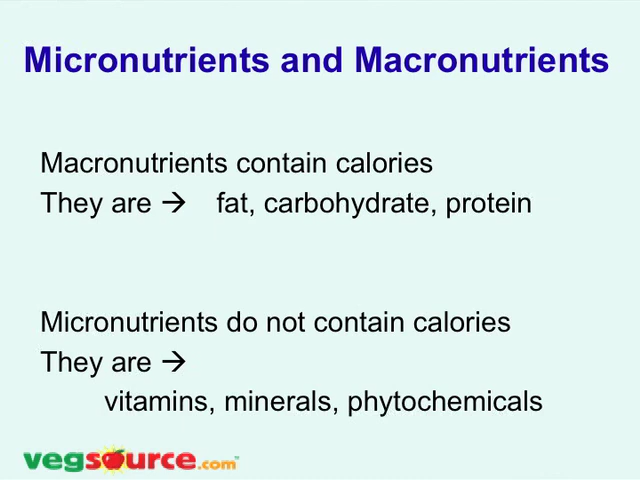 Micronutrients and Macronutrients
Macronutrients contain calories
They are → fat, carbohydrate, protein
Micronutrients do not contain calories
They are →
vitamins, minerals, phytochemicals
vegsource.com™